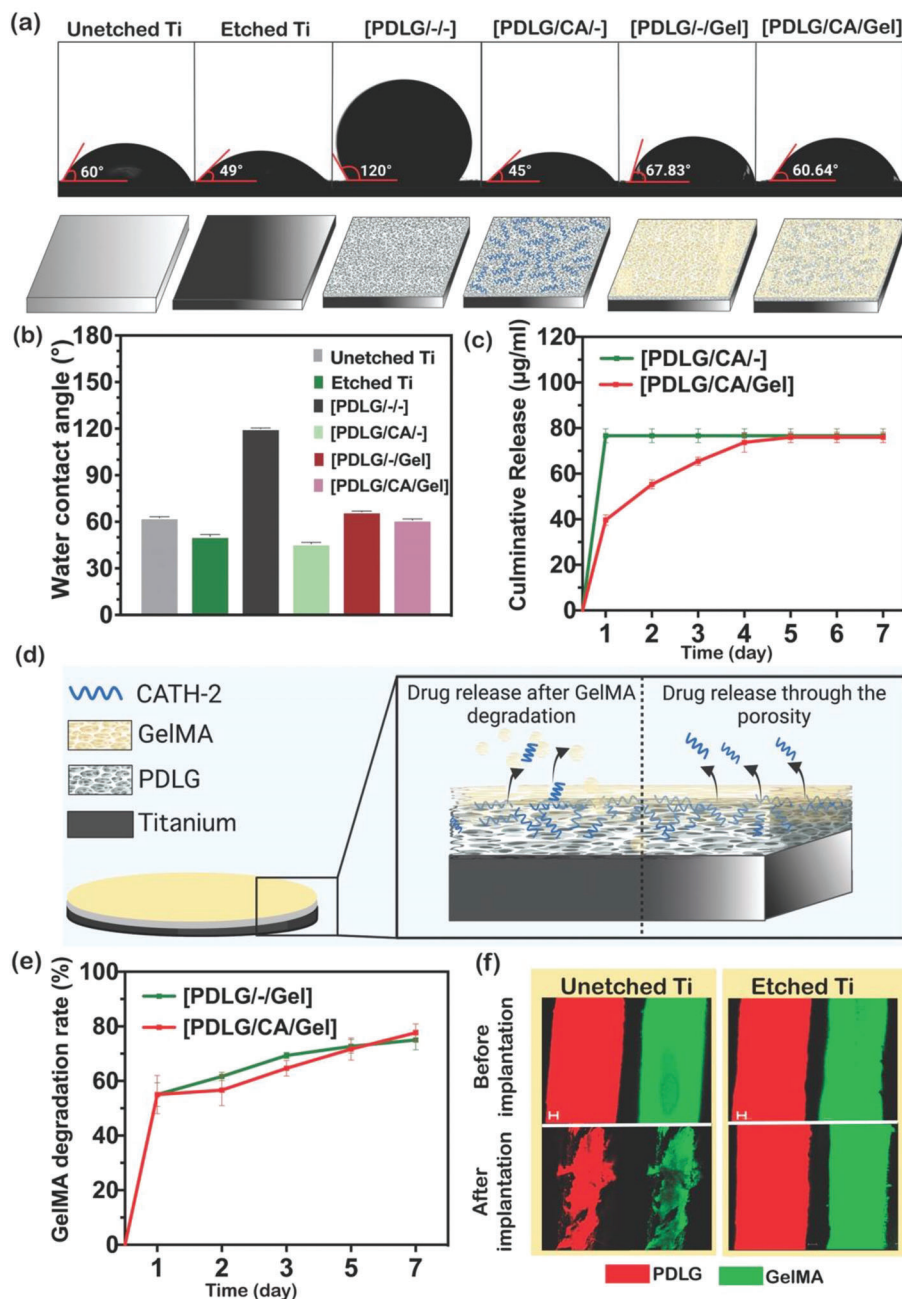 (a)
Unetched Ti Etched Ti [PDLG/-/-] [PDLG/CA/-] [PDLG/-/Gel] [PDLG/CA/Gel]
60° 49° 120° 45° 67.83° 60.64°
(b)
Water contact angle (°)
180
150
120
90
60
30
0
Unetched Ti
Etched Ti
[PDLG/-/-]
[PDLG/CA/-]
[PDLG/-/Gel]
[PDLG/CA/Gel]
(c)
Culminative Release (µg/ml)
120
100
80
60
40
20
0
[PDLG/CA/-]
[PDLG/CA/Gel]
1 2 3 4 5 6 7
Time (day)
(d)
CATH-2
GelMA
PDLG
Titanium
Drug release after GelMA
degradation
Drug release through the
porosity
(e)
GelMA degradation rate (%)
100
80
60
40
20
0
[PDLG/-/Gel]
[PDLG/CA/Gel]
1 2 3 5 7
Time (day)
(f)
Unetched Ti Etched Ti
Before
implantation
After
implantation
PDLG GelMA